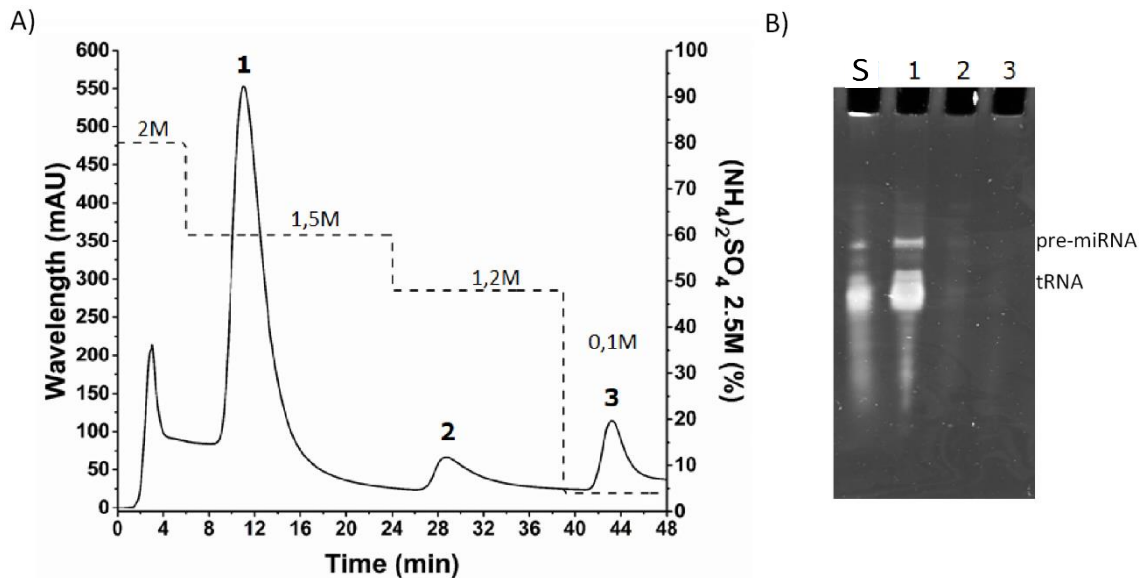 A)
600
550
500
450
400
350
300
250
200
150
100
50
0
Wavelength (mAU)
2M
1
1,5M
1,2M
2
0,1M
3
100
90
80
70
60
50
40
30
20
10
0
(NH4)2SO4 2.5M (%)
0 4 8 12 16 20 24 28 32 36 40 44 48
Time (min)
B)
S 1 2 3
pre-miRNA
tRNA